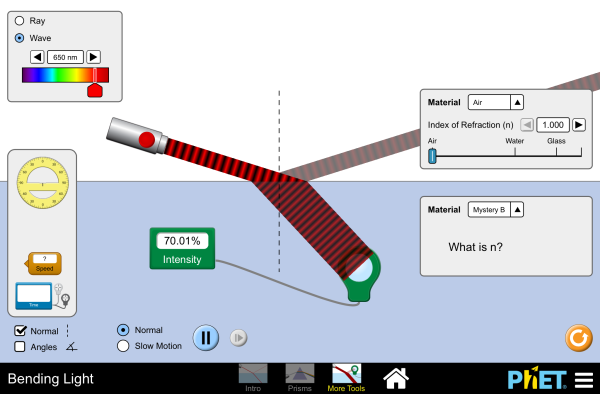 Ray
Wave
650 nm
Material Air
Index of Refraction (n) 1.000
Air Water Glass
Material Mystery B
What is n?
70.01%
Intensity
?
Speed
Time
Normal
Angles
Normal
Slow Motion
Bending Light
Intro
Prisms
More Tools
PhET